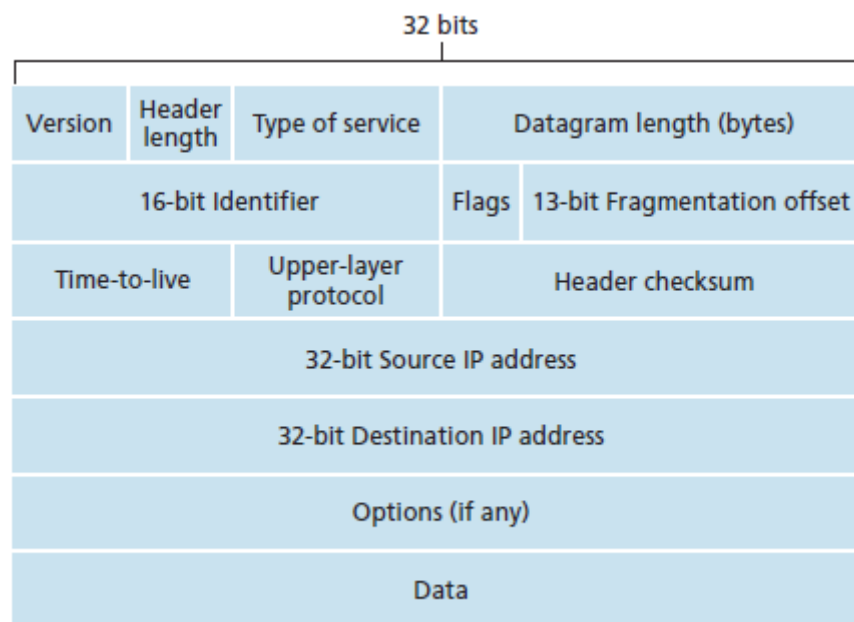 32 bits
Version Header length Type of service Datagram length (bytes)
16-bit Identifier Flags 13-bit Fragmentation offset
Time-to-live Upper-layer protocol Header checksum
32-bit Source IP address
32-bit Destination IP address
Options (if any)
Data